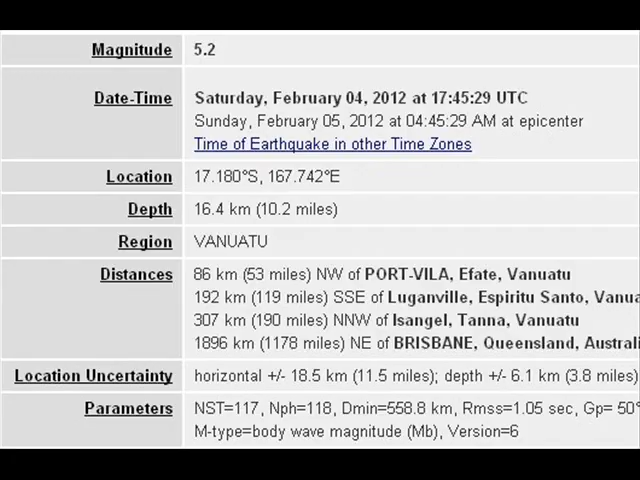 Magnitude 5.2
Date-Time Saturday, February 04, 2012 at 17:45:29 UTC
Sunday, February 05, 2012 at 04:45:29 AM at epicenter
Time of Earthquake in other Time Zones
Location 17.180°S, 167.742°E
Depth 16.4 km (10.2 miles)
Region VANUATU
Distances 86 km (53 miles) NW of PORT-VILA, Efate, Vanuatu
192 km (119 miles) SSE of Luganville, Espiritu Santo, Vanua
307 km (190 miles) NNW of Isangel, Tanna, Vanuatu
1896 km (1178 miles) NE of BRISBANE, Queensland, Australi
Location Uncertainty horizontal +/- 18.5 km (11.5 miles); depth +/- 6.1 km (3.8 miles)
Parameters NST=117, Nph=118, Dmin=558.8 km, Rmss=1.05 sec, Gp= 50°
M-type=body wave magnitude (Mb), Version=6